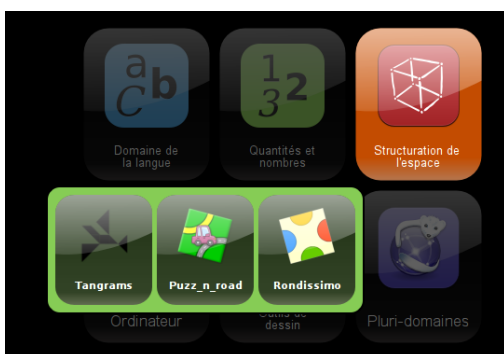 a b
C
1 2
3
Domaine de
la langue
Quantités et
nombres
Structuration de
l'espace
Tangrams
Puzz_n_road
Rondissimo
Ordinateur
dessin
Pluri-domaines